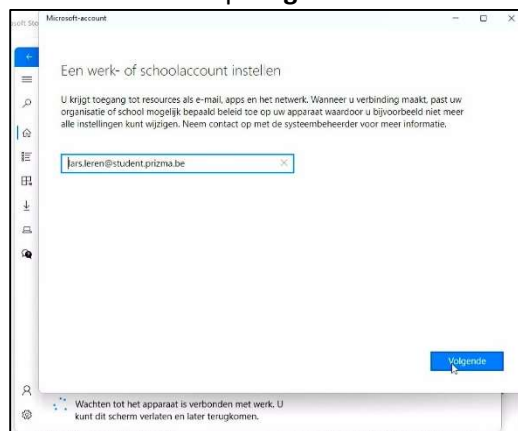 Microsoft-account
Een werk- of schoolaccount instellen
U krijgt toegang tot resources als e-mail, apps en het netwerk. Wanneer u verbinding maakt, past uw
organisatie of school mogelijk bepaald beleid toe op uw apparaat waardoor u bijvoorbeeld niet meer
alle instellingen kunt wijzigen. Neem contact op met de systeembeheerder voor meer informatie.
lars.leren@student.prizma.be
Volgende
Wachten tot het apparaat is verbonden met werk. U
kunt dit scherm verlaten en later terugkomen.